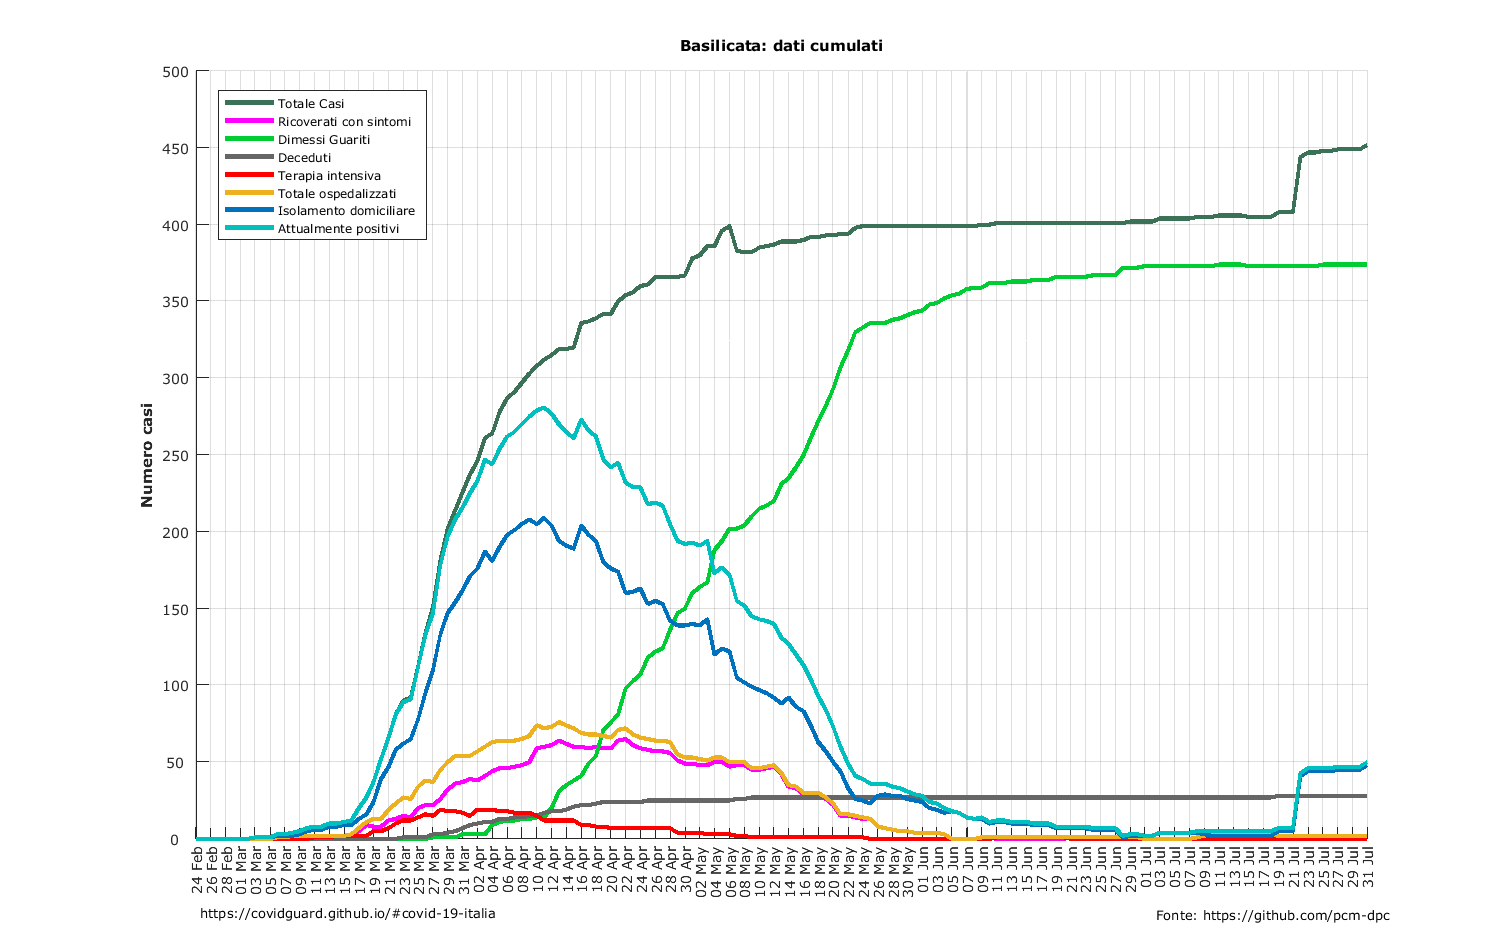 Basilicata: dati cumulati
500
450
400
350
300
250
200
150
100
50
0
Numero casi
Totale Casi
Ricoverati con sintomi
Dimessi Guariti
Deceduti
Terapia intensiva
Totale ospedalizzati
Isolamento domiciliare
Attualmente positivi
24 Feb
26 Feb
28 Feb
01 Mar
03 Mar
05 Mar
07 Mar
09 Mar
11 Mar
13 Mar
15 Mar
17 Mar
19 Mar
21 Mar
23 Mar
25 Mar
27 Mar
29 Mar
31 Mar
02 Apr
04 Apr
06 Apr
08 Apr
10 Apr
12 Apr
14 Apr
16 Apr
18 Apr
20 Apr
22 Apr
24 Apr
26 Apr
28 Apr
30 Apr
02 May
04 May
06 May
08 May
10 May
12 May
14 May
16 May
18 May
20 May
22 May
24 May
26 May
28 May
30 May
01 Jun
03 Jun
05 Jun
07 Jun
09 Jun
11 Jun
13 Jun
15 Jun
17 Jun
19 Jun
21 Jun
23 Jun
25 Jun
27 Jun
29 Jun
01 Jul
03 Jul
05 Jul
07 Jul
09 Jul
11 Jul
13 Jul
15 Jul
17 Jul
19 Jul
21 Jul
23 Jul
25 Jul
27 Jul
29 Jul
31 Jul
https://covidguard.github.io/#covid-19-italia
Fonte: https://github.com/pcm-dpc